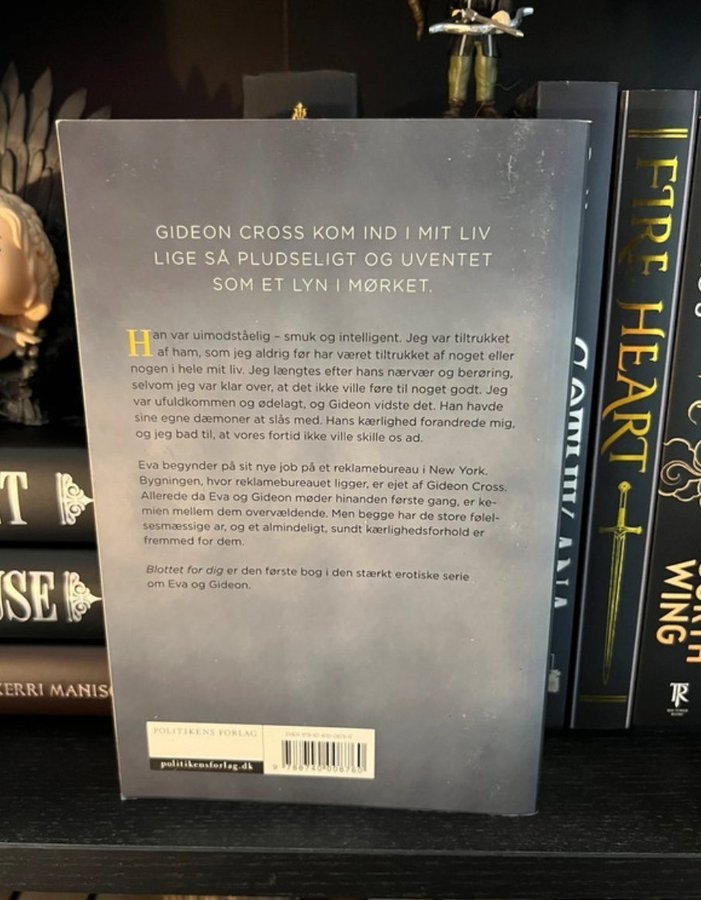 GIDEON CROSS KOM IND I MIT LIV
LIGE SÅ PLUDSELIGT OG UVENTET
SOM ET LYN I MØRKET.
Han var uimodståelig – smuk og intelligent. Jeg var tiltrukket
af ham, som jeg aldrig før har været tiltrukket af noget eller
nogen i hele mit liv. Jeg længtes efter hans nærvær og berøring,
selvom jeg var klar over, at det ikke ville føre til noget godt. Jeg
var ufuldkommen og ødelagt, og Gideon vidste det. Han havde
sine egne dæmoner at slås med. Hans kærlighed forandrede mig,
og jeg bad til, at vores fortid ikke ville skille os ad.
Eva begynder på sit nye job på et reklamebureau i New York.
Bygningen, hvor reklamebureauet ligger, er ejet af Gideon Cross.
Allerede da Eva og Gideon møder hinanden første gang, er ke-
mien mellem dem overvældende. Men begge har de store følel-
sesmæssige ar, og et almindeligt, sundt kærlighedsforhold er
fremmed for dem.
Blottet for dig er den første bog i den stærkt erotiske serie
om Eva og Gideon.
POLITIKENS FORLAG
politikensforlag.dk
9 788740 008760
KERRI MANISC
USE
FIRE HEART
WING